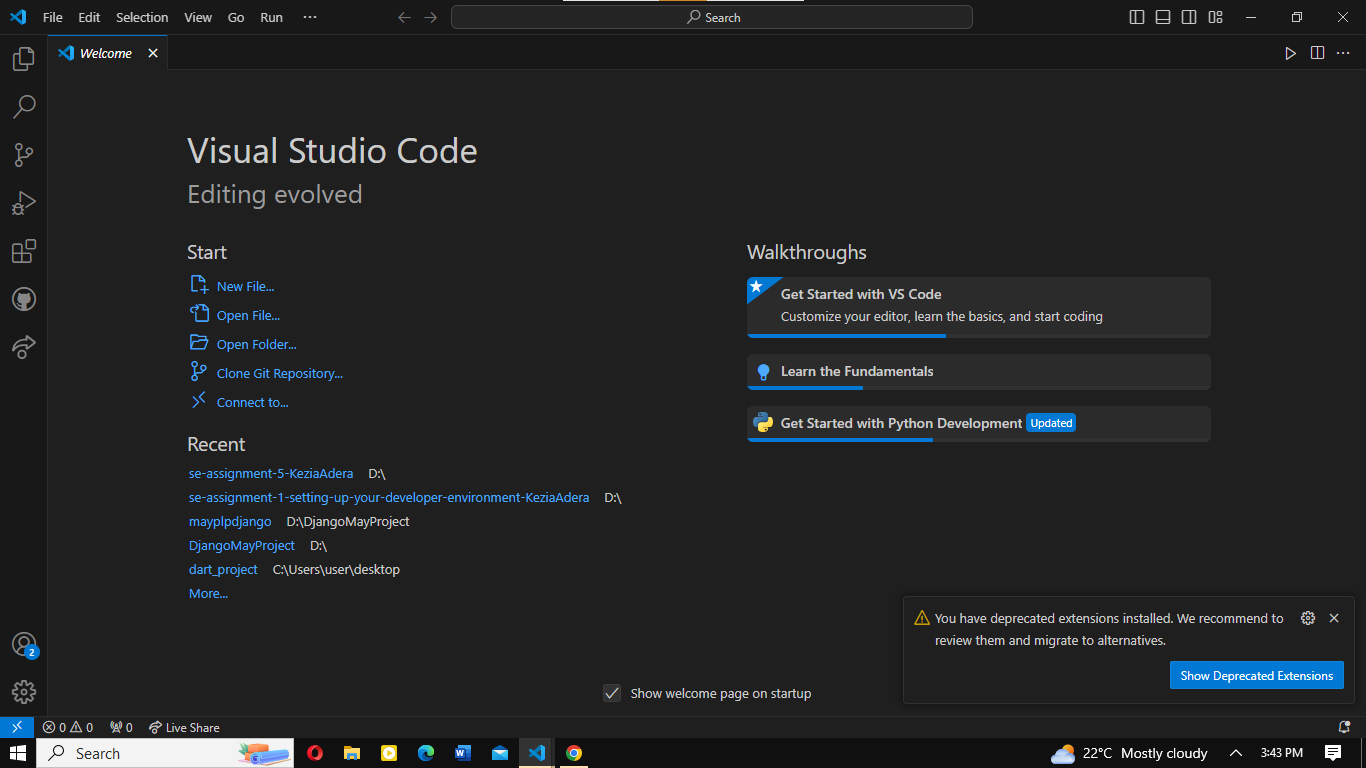 File Edit Selection View Go Run ···
Search
Welcome
Visual Studio Code
Editing evolved
Start
New File...
Open File...
Open Folder...
Clone Git Repository...
Connect to...
Recent
se-assignment-5-KeziaAdera D:\
se-assignment-1-setting-up-your-developer-environment-KeziaAdera D:\
mayplpdjango D:\DjangoMayProject
DjangoMayProject D:\
dart_project C:\Users\user\desktop
More...
Walkthroughs
Get Started with VS Code
Customize your editor, learn the basics, and start coding
Learn the Fundamentals
Get Started with Python Development Updated
You have deprecated extensions installed. We recommend to
review them and migrate to alternatives.
Show Deprecated Extensions
2
Show welcome page on startup
0 0 0 Live Share
Search
22°C Mostly cloudy 3:43 PM